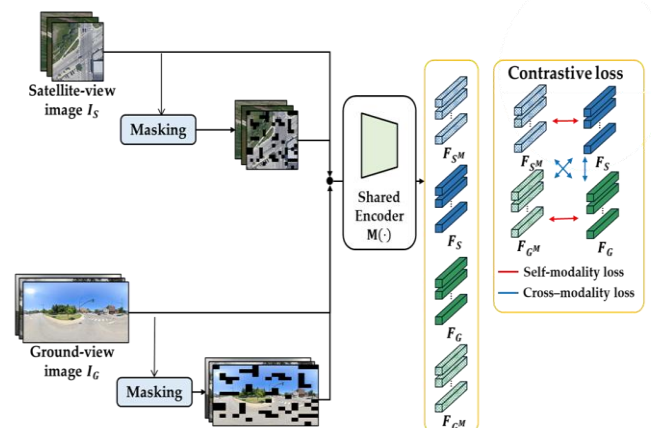 Satellite-view
image I_S
Masking
Shared
Encoder
M(·)
F_{S^M}
F_S
F_G
F_{G^M}
Ground-view
image I_G
Masking
Contrastive loss
F_{S^M}
F_S
F_{G^M}
F_G
Self-modality loss
Cross–modality loss